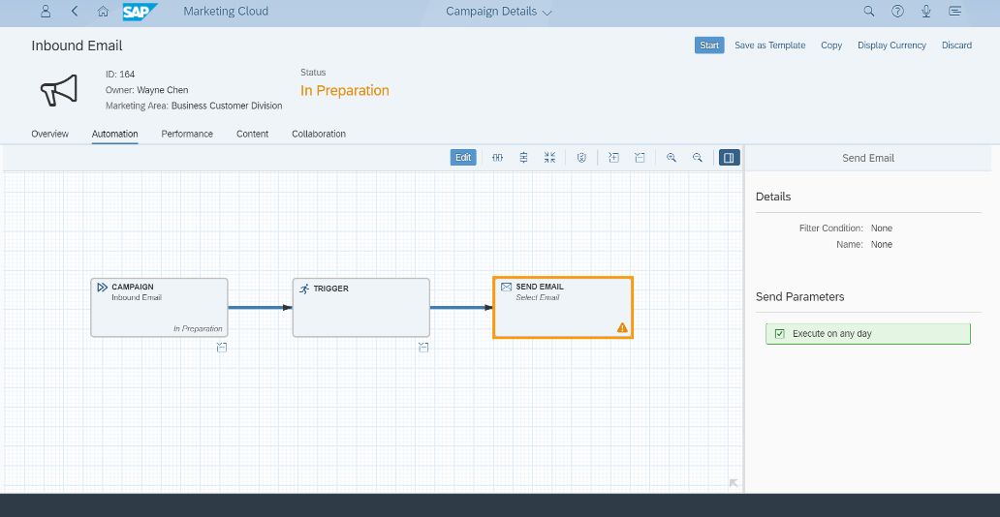 SAP Marketing Cloud Campaign Details
Inbound Email
Start Save as Template Copy Display Currency Discard
ID: 164
Owner: Wayne Chen
Marketing Area: Business Customer Division
Status
In Preparation
Overview Automation Performance Content Collaboration
Edit
Send Email
Details
Filter Condition: None
Name: None
Send Parameters
Execute on any day
CAMPAIGN
Inbound Email
In Preparation
TRIGGER
SEND EMAIL
Select Email